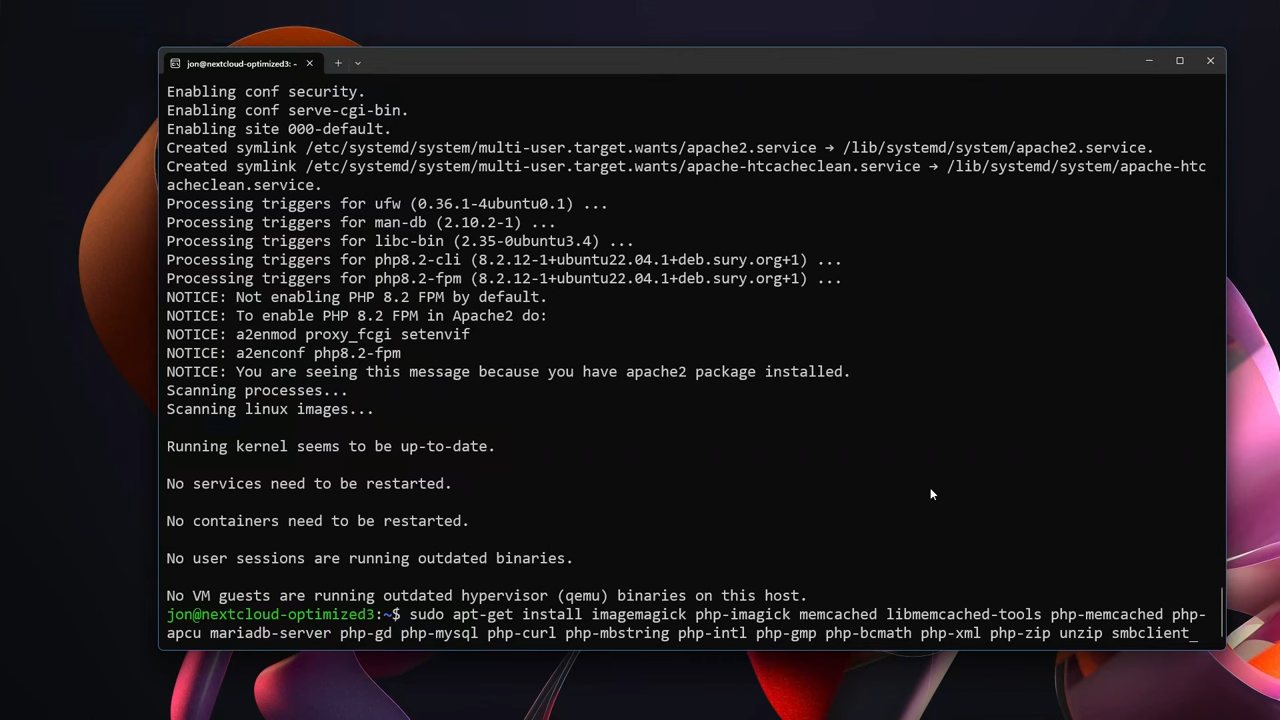 jon@nextcloud-optimized3: ~
Enabling conf security.
Enabling conf serve-cgi-bin.
Enabling site 000-default.
Created symlink /etc/systemd/system/multi-user.target.wants/apache2.service → /lib/systemd/system/apache2.service.
Created symlink /etc/systemd/system/multi-user.target.wants/apache-htcacheclean.service → /lib/systemd/system/apache-htc
acheclean.service.
Processing triggers for ufw (0.36.1-4ubuntu0.1) ...
Processing triggers for man-db (2.10.2-1) ...
Processing triggers for libc-bin (2.35-0ubuntu3.4) ...
Processing triggers for php8.2-cli (8.2.12-1+ubuntu22.04.1+deb.sury.org+1) ...
Processing triggers for php8.2-fpm (8.2.12-1+ubuntu22.04.1+deb.sury.org+1) ...
NOTICE: Not enabling PHP 8.2 FPM by default.
NOTICE: To enable PHP 8.2 FPM in Apache2 do:
NOTICE: a2enmod proxy_fcgi setenvif
NOTICE: a2enconf php8.2-fpm
NOTICE: You are seeing this message because you have apache2 package installed.
Scanning processes...
Scanning linux images...
Running kernel seems to be up-to-date.
No services need to be restarted.
No containers need to be restarted.
No user sessions are running outdated binaries.
No VM guests are running outdated hypervisor (qemu) binaries on this host.
jon@nextcloud-optimized3:~$ sudo apt-get install imagemagick php-imagick memcached libmemcached-tools php-memcached php-
apcu mariadb-server php-gd php-mysql php-curl php-mbstring php-intl php-gmp php-bcmath php-xml php-zip unzip smbclient_